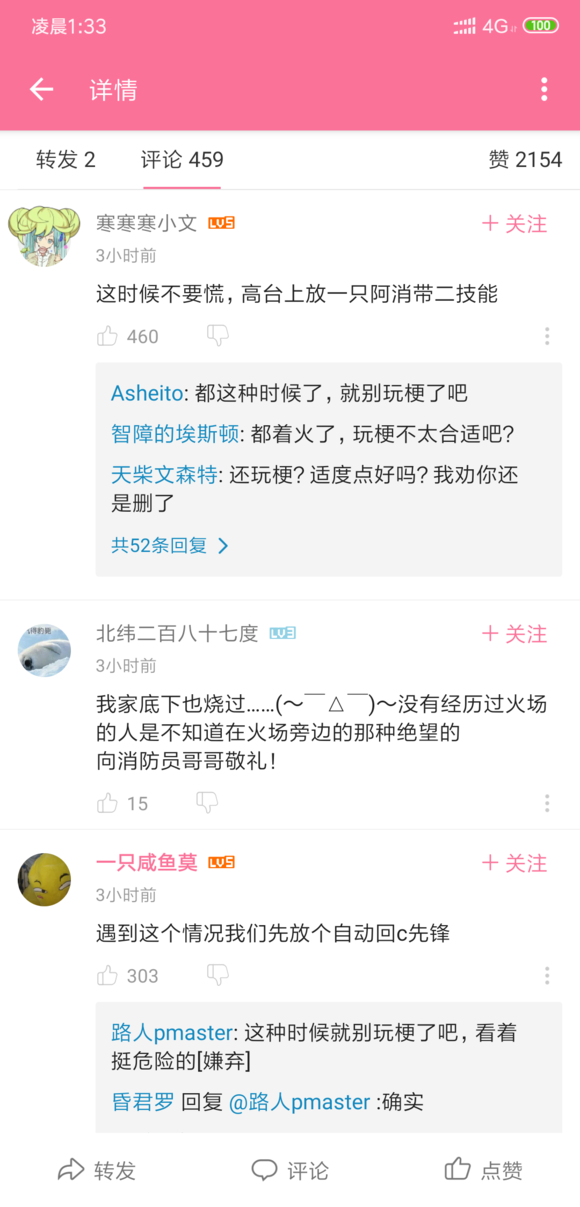 凌晨1:33
4G
100
详情
转发 2
评论 459
赞 2154
寒寒寒小文 LV5
+ 关注
3小时前
这时候不要慌，高台上放一只阿消带二技能
460
Asheito: 都这种时候了，就别玩梗了吧
智障的埃斯顿: 都着火了，玩梗不太合适吧?
天柴文森特: 还玩梗? 适度点好吗? 我劝你还
是删了
共52条回复 >
北纬二百八十七度 LV3
+ 关注
3小时前
我家底下也烧过……(～￣△￣)～没有经历过火场
的人是不知道在火场旁边的那种绝望的
向消防员哥哥敬礼！
15
一只咸鱼莫 LV5
+ 关注
3小时前
遇到这个情况我们先放个自动回c先锋
303
路人pmaster: 这种时候就别玩梗了吧，看着
挺危险的[嫌弃]
昏君罗 回复 @路人pmaster :确实
转发
评论
点赞